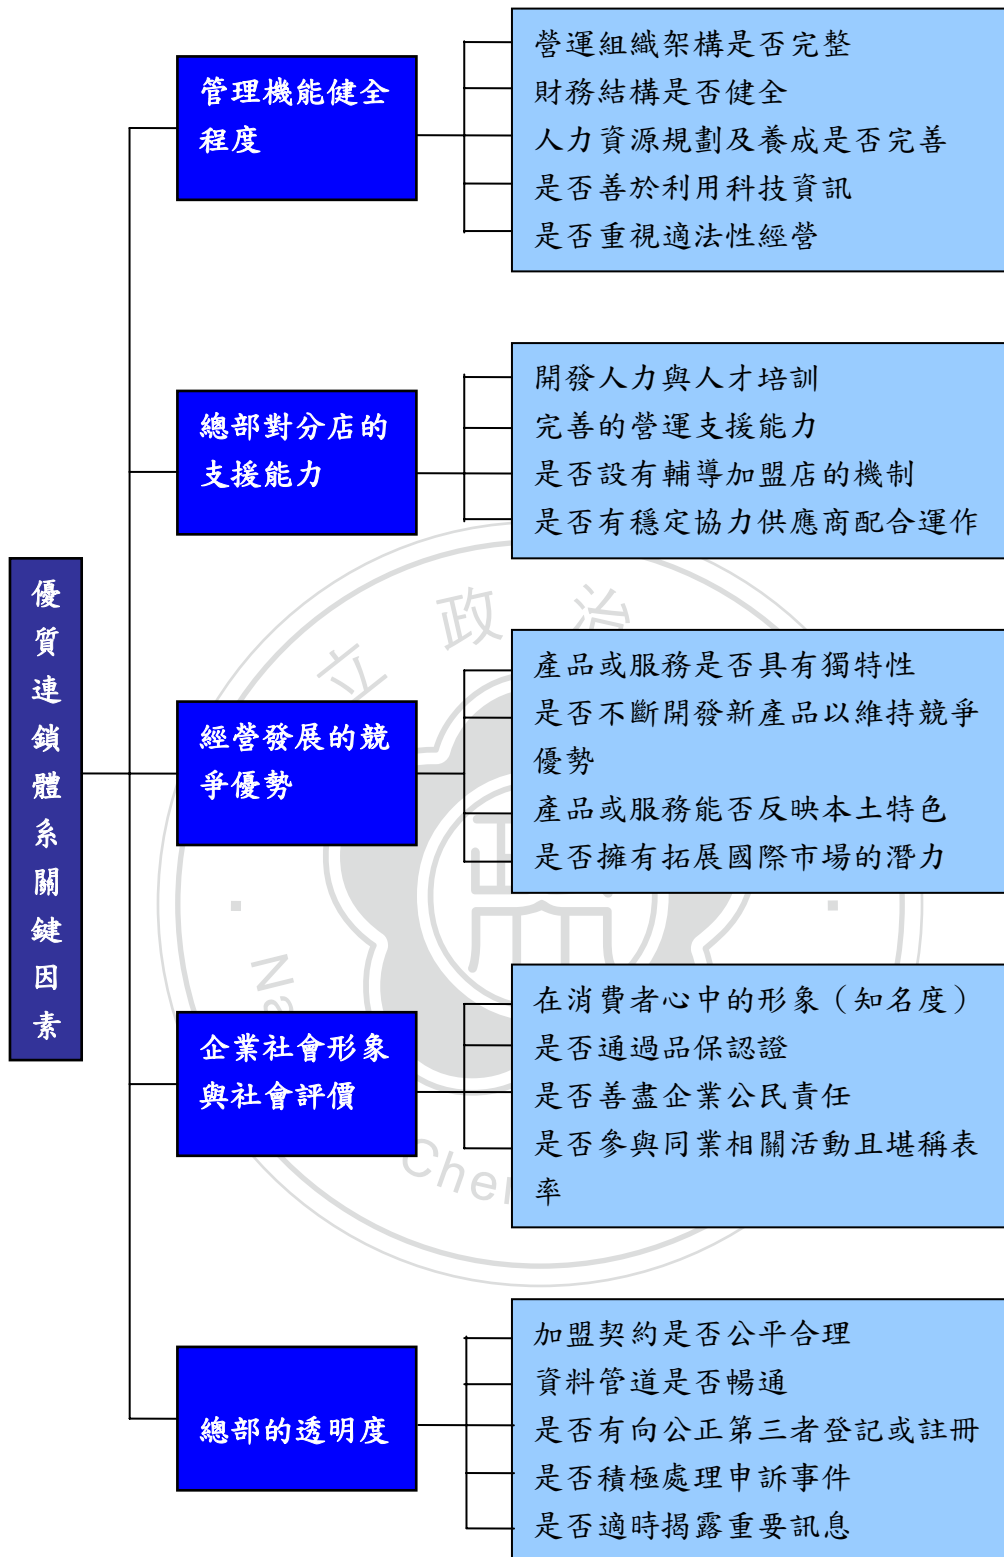 優質連鎖體系關鍵因素
管理機能健全
程度
營運組織架構是否完整
財務結構是否健全
人力資源規劃及養成是否完善
是否善於利用科技資訊
是否重視適法性經營
總部對分店的
支援能力
開發人力與人才培訓
完善的營運支援能力
是否設有輔導加盟店的機制
是否有穩定協力供應商配合運作
經營發展的競
爭優勢
產品或服務是否具有獨特性
是否不斷開發新產品以維持競爭
優勢
產品或服務能否反映本土特色
是否擁有拓展國際市場的潛力
企業社會形象
與社會評價
在消費者心中的形象（知名度）
是否通過品保認證
是否善盡企業公民責任
是否參與同業相關活動且堪稱表
率
總部的透明度
加盟契約是否公平合理
資料管道是否暢通
是否有向公正第三者登記或註冊
是否積極處理申訴事件
是否適時揭露重要訊息
立政治